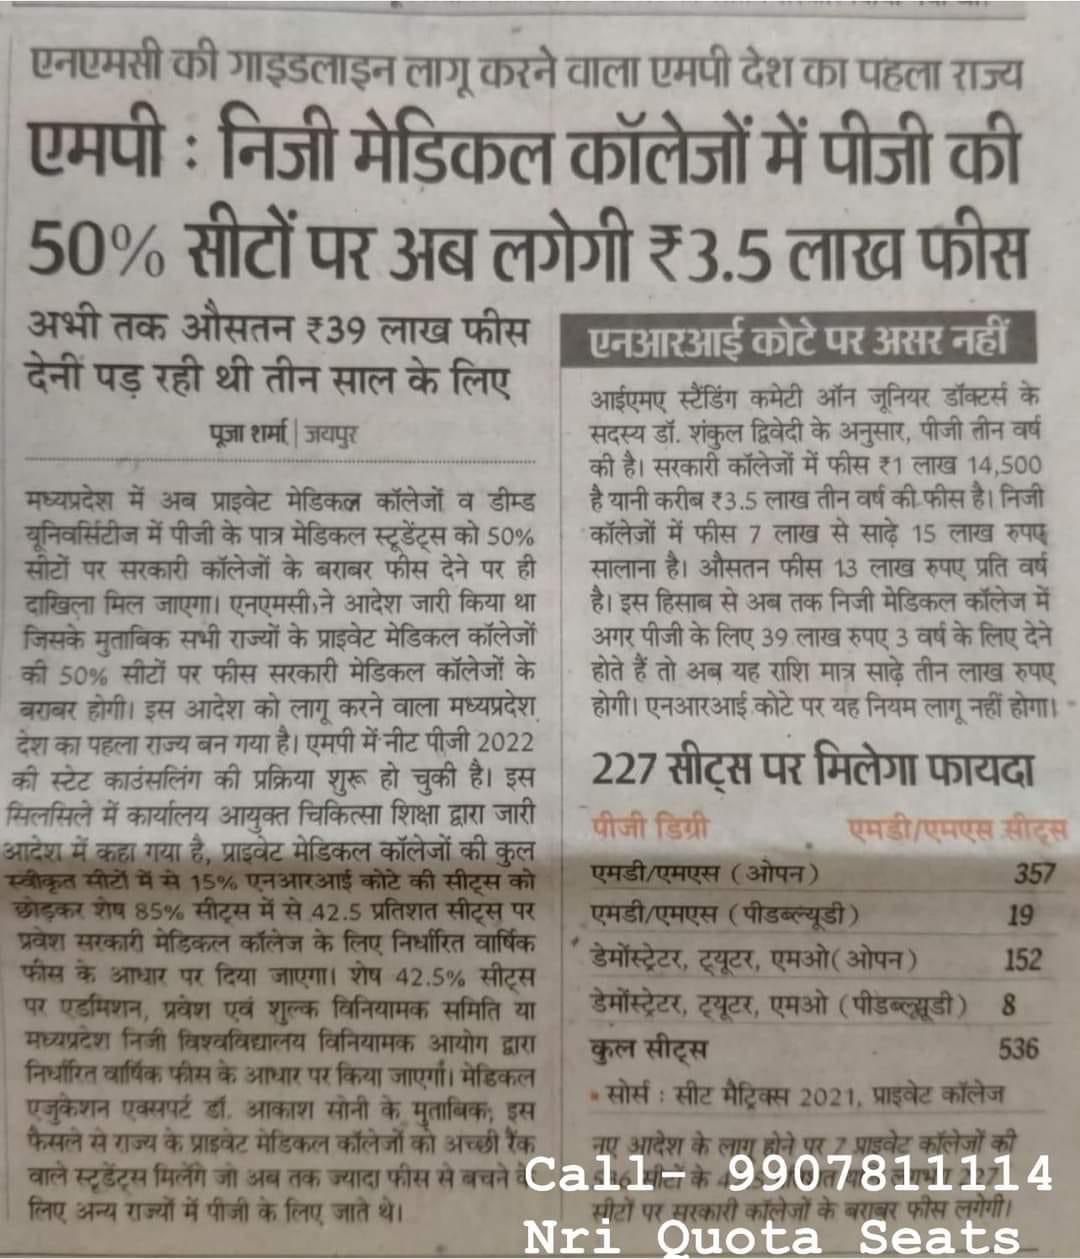 एनएमसी की गाइडलाइन लागू करने वाला एमपी देश का पहला राज्य
एमपी : निजी मेडिकल कॉलेजों में पीजी की
50% सीटों पर अब लगेगी ₹3.5 लाख फीस
अभी तक औसतन ₹39 लाख फीस
देनी पड़ रही थी तीन साल के लिए
पूजा शर्मा | जयपुर
मध्यप्रदेश में अब प्राइवेट मेडिकल कॉलेजों व डीम्ड
यूनिवर्सिटीज में पीजी के पात्र मेडिकल स्टूडेंट्स को 50%
सीटों पर सरकारी कॉलेजों के बराबर फीस देने पर ही
दाखिला मिल जाएगा। एनएमसी ने आदेश जारी किया था
जिसके मुताबिक सभी राज्यों के प्राइवेट मेडिकल कॉलेजों
की 50% सीटों पर फीस सरकारी मेडिकल कॉलेजों के
बराबर होगी। इस आदेश को लागू करने वाला मध्यप्रदेश
देश का पहला राज्य बन गया है। एमपी में नीट पीजी 2022
की स्टेट काउंसलिंग की प्रक्रिया शुरू हो चुकी है। इस
सिलसिले में कार्यालय आयुक्त चिकित्सा शिक्षा द्वारा जारी
आदेश में कहा गया है, प्राइवेट मेडिकल कॉलेजों की कुल
स्वीकृत सीटों में से 15% एनआरआई कोटे की सीट्स को
छोड़कर शेष 85% सीट्स में से 42.5 प्रतिशत सीट्स पर
प्रवेश सरकारी मेडिकल कॉलेज के लिए निर्धारित वार्षिक
फीस के आधार पर दिया जाएगा। शेष 42.5% सीट्स
पर एडमिशन, प्रवेश एवं शुल्क विनियामक समिति या
मध्यप्रदेश निजी विश्वविद्यालय विनियामक आयोग द्वारा
निर्धारित वार्षिक फीस के आधार पर किया जाएगा। मेडिकल
एजुकेशन एक्सपर्ट डॉ. आकाश सोनी के मुताबिक, इस
फैसले से राज्य के प्राइवेट मेडिकल कॉलेजों को अच्छी रैंक
वाले स्टूडेंट्स मिलेंगे जो अब तक ज्यादा फीस से बचने
लिए अन्य राज्यों में पीजी के लिए जाते थे।
एनआरआई कोटे पर असर नहीं
आईएमए स्टैंडिंग कमेटी ऑन जूनियर डॉक्टर्स के
सदस्य डॉ. शंकुल द्विवेदी के अनुसार, पीजी तीन वर्ष
की है। सरकारी कॉलेजों में फीस ₹1 लाख 14,500
है यानी करीब ₹3.5 लाख तीन वर्ष की फीस है। निजी
कॉलेजों में फीस 7 लाख से साढ़े 15 लाख रुपए
सालाना है। औसतन फीस 13 लाख रुपए प्रति वर्ष
है। इस हिसाब से अब तक निजी मेडिकल कॉलेज में
अगर पीजी के लिए 39 लाख रुपए 3 वर्ष के लिए देने
होते हैं तो अब यह राशि मात्र साढ़े तीन लाख रुपए
होगी। एनआरआई कोटे पर यह नियम लागू नहीं होगा।
227 सीट्स पर मिलेगा फायदा
पीजी डिग्री एमडी/एमएस सीट्स
एमडी/एमएस (ओपन) 357
एमडी/एमएस (पीडब्ल्यूडी) 19
डेमोंस्ट्रेटर, ट्यूटर, एमओ(ओपन) 152
डेमोंस्ट्रेटर, ट्यूटर, एमओ (पीडब्ल्यूडी) 8
कुल सीट्स 536
▪ सोर्स : सीट मैट्रिक्स 2021, प्राइवेट कॉलेज
नए आदेश के लागू होने पर 7 प्राइवेट कॉलेजों की
सीटों के 227
सीटों पर सरकारी कॉलेजों के बराबर फीस लगेगी।
Call- 9907811114
Nri Quota Seats